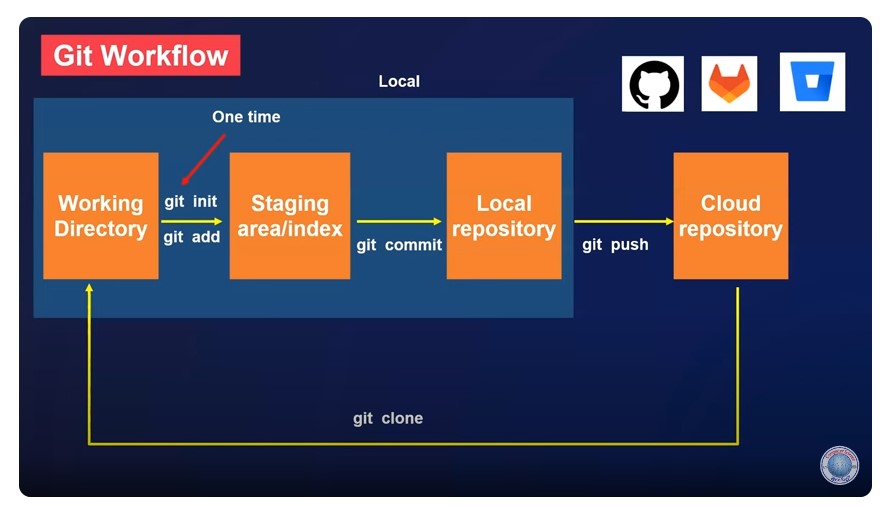 Git Workflow
Local
One time
Working
Directory
git init
git add
Staging
area/index
git commit
Local
repository
git push
Cloud
repository
git clone